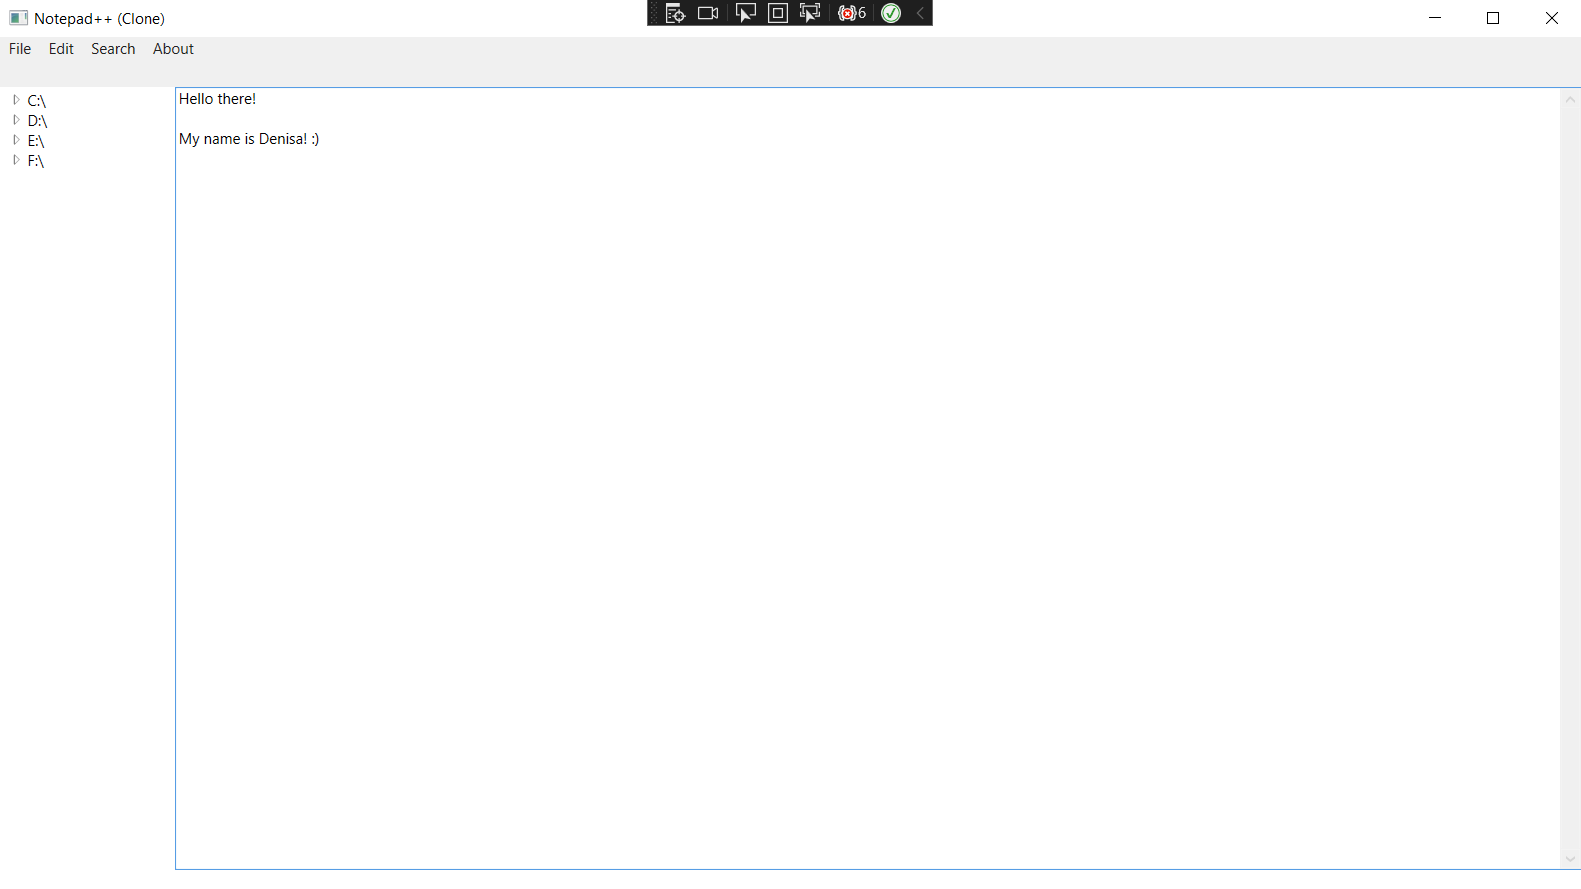 Notepad++ (Clone)
6
File Edit Search About
C:\
D:\
E:\
F:\
Hello there!
My name is Denisa! :)